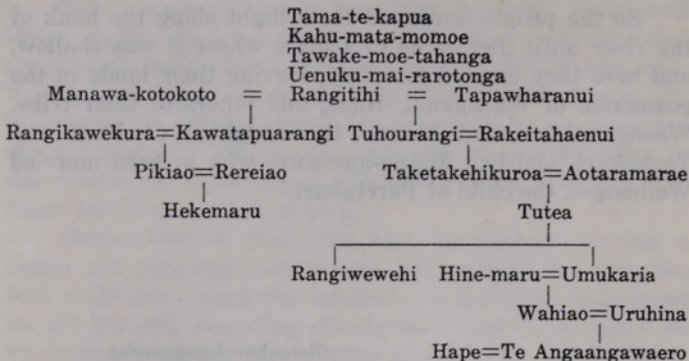 Tama-te-kapua
Kahu-mata-momoe
Tawake-moe-tahanga
Uenuku-mai-rarotonga
Manawa-kotokoto = Rangitihi = Tapawharanui
Rangikawekura=Kawatapuarangi Tuhourangi=Rakeitahaenui
Pikiao=Rereiao Taketakehikuroa=Aotaramarae
Hekemaru Tutea
Rangiwewehi Hine-maru=Umukaria
Wahiao=Uruhina
Hape=Te Angaangawaero